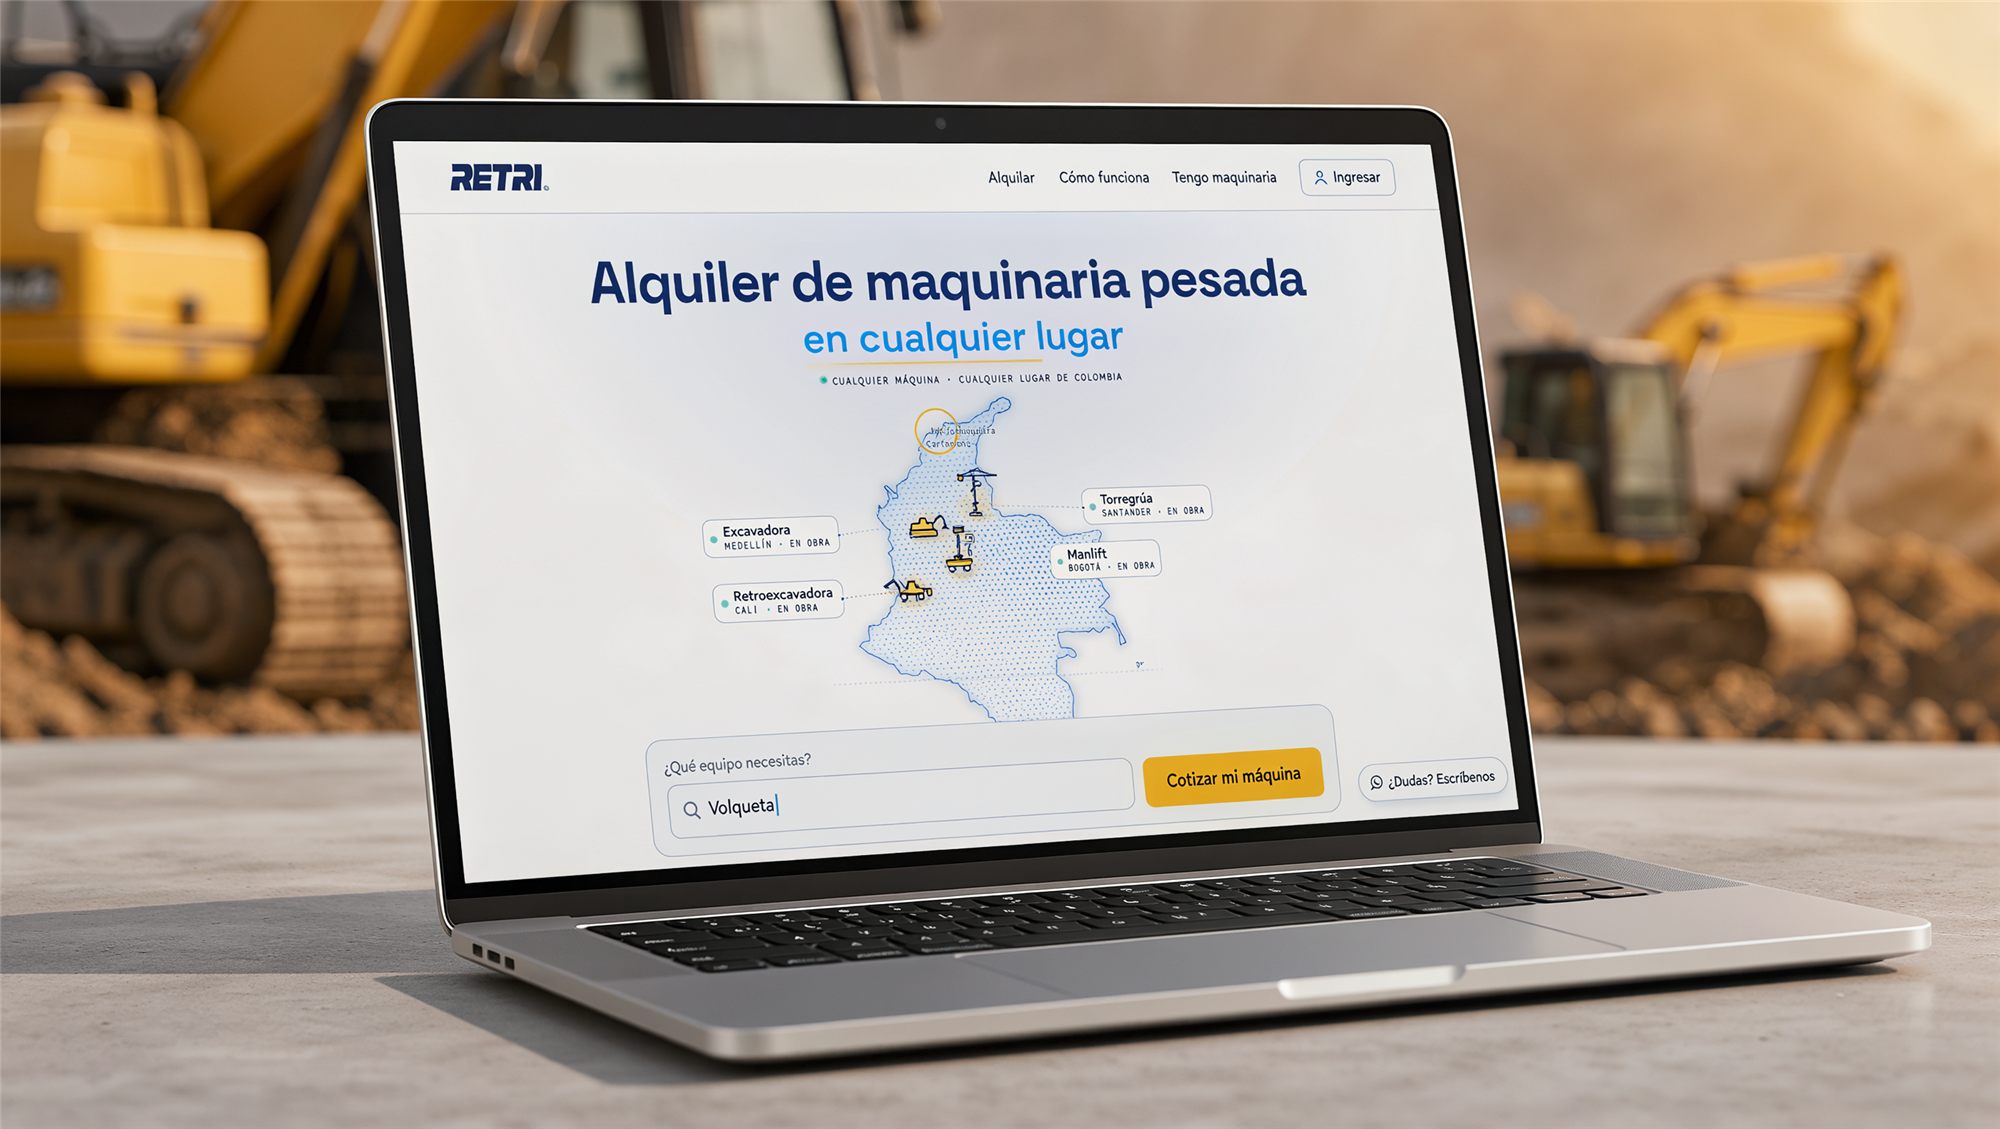 RETRI
Alquilar
Cómo funciona
Tengo maquinaria
Ingresar
Alquiler de maquinaria pesada
en cualquier lugar
CUALQUIER MÁQUINA · CUALQUIER LUGAR DE COLOMBIA
Torregrúa
SANTANDER · EN OBRA
Excavadora
MEDELLÍN · EN OBRA
Manlift
BOGOTÁ · EN OBRA
Retroexcavadora
CALI · EN OBRA
¿Qué equipo necesitas?
Volqueta
Cotizar mi máquina
¿Dudas? Escríbenos